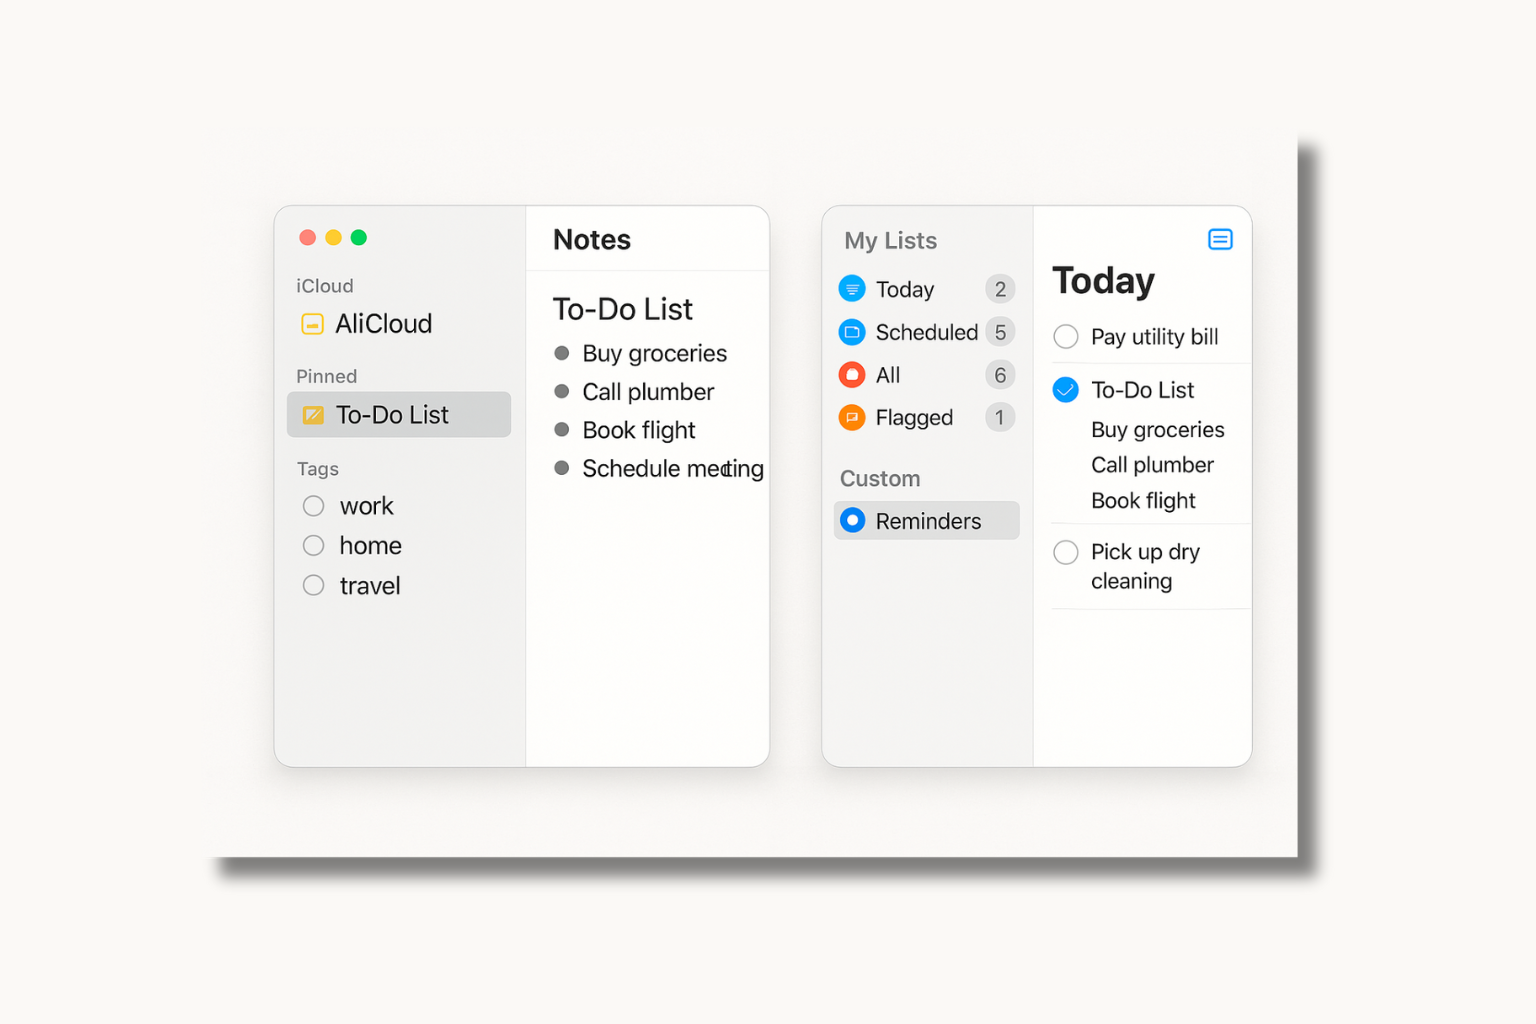 iCloud
AliCloud
Pinned
To-Do List
Tags
work
home
travel
Notes
To-Do List
Buy groceries
Call plumber
Book flight
Schedule
My Lists
Today 2
Scheduled 5
All 6
Flagged 1
Custom
Reminders
Today
Pay utility bill
To-Do List
Buy groceries
Call plumber
Book flight
Pick up dry
cleaning